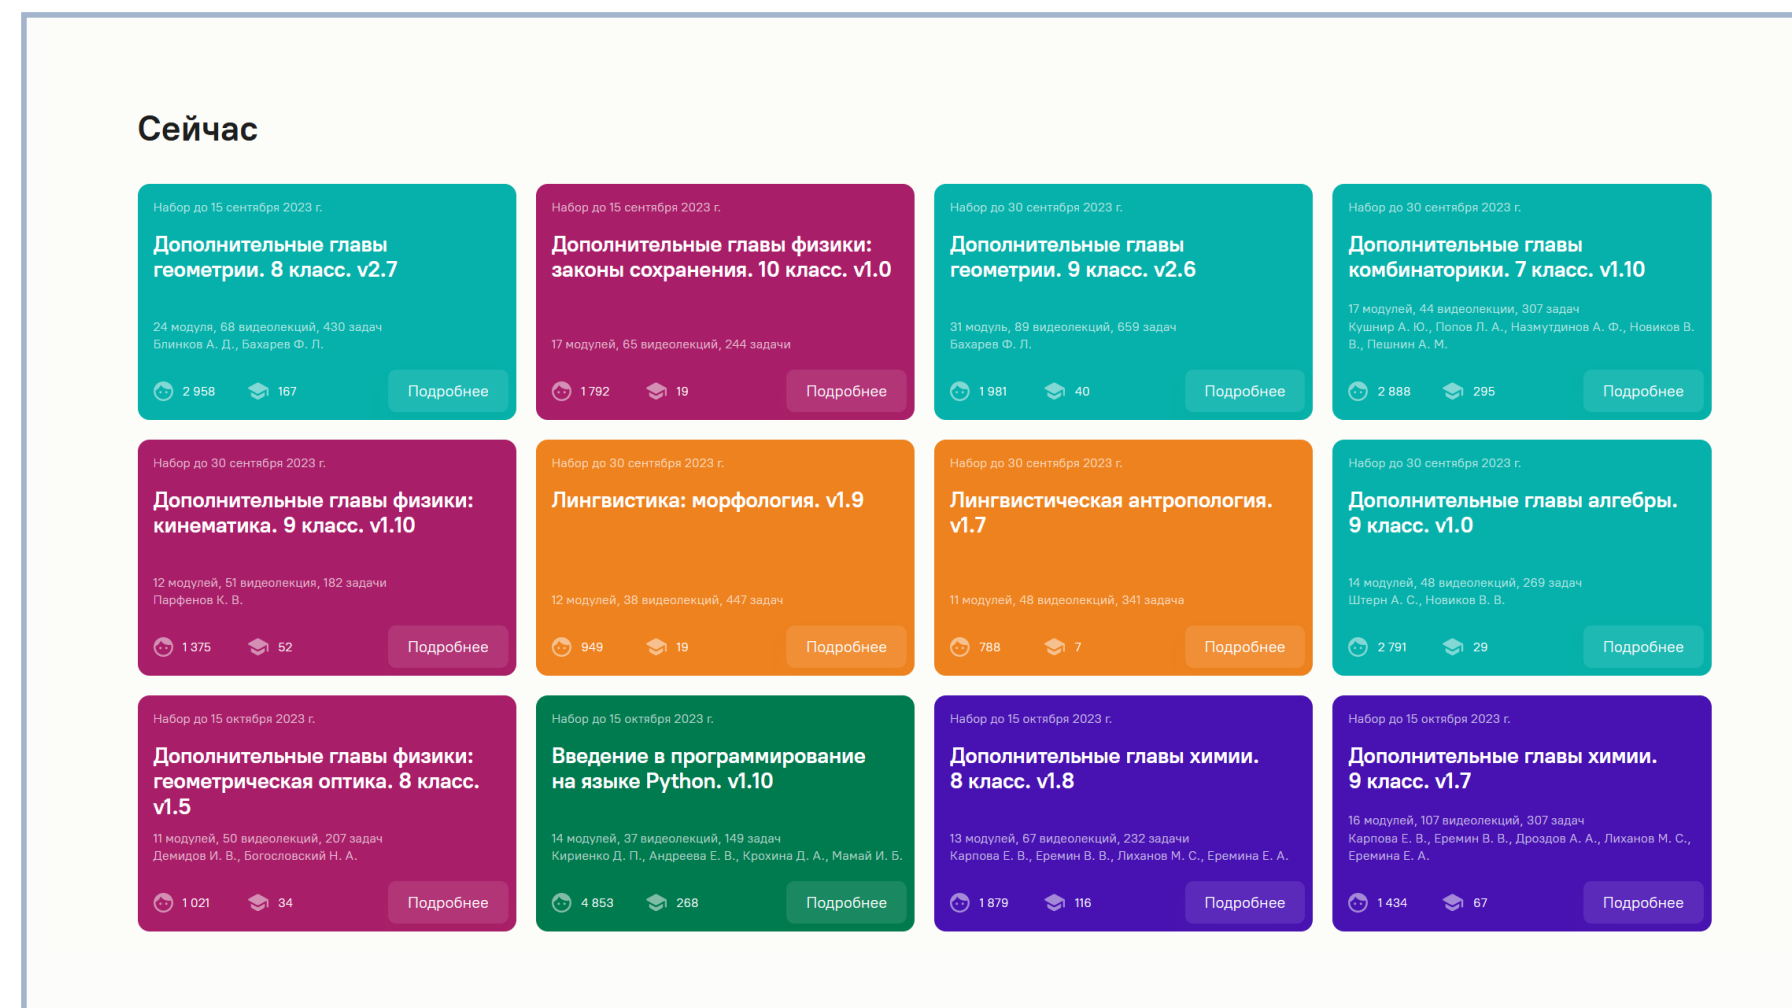 Сейчас
Набор до 15 сентября 2023 г.
Дополнительные главы
геометрии. 8 класс. v2.7
24 модуля, 68 видеолекций, 430 задач
Блинков А. Д., Бахарев Ф. Л.
2 958 167 Подробнее
Набор до 15 сентября 2023 г.
Дополнительные главы физики:
законы сохранения. 10 класс. v1.0
17 модулей, 65 видеолекций, 244 задачи
1 792 19 Подробнее
Набор до 30 сентября 2023 г.
Дополнительные главы
геометрии. 9 класс. v2.6
31 модуль, 89 видеолекций, 659 задач
Бахарев Ф. Л.
1 981 40 Подробнее
Набор до 30 сентября 2023 г.
Дополнительные главы
комбинаторики. 7 класс. v1.10
17 модулей, 44 видеолекции, 307 задач
Кушнир А. Ю., Попов Л. А., Назмутдинов А. Ф., Новиков В.
В., Пешнин А. М.
2 888 295 Подробнее
Набор до 30 сентября 2023 г.
Дополнительные главы физики:
кинематика. 9 класс. v1.10
12 модулей, 51 видеолекция, 182 задачи
Парфенов К. В.
1 375 52 Подробнее
Набор до 30 сентября 2023 г.
Лингвистика: морфология. v1.9
12 модулей, 38 видеолекций, 447 задач
949 19 Подробнее
Набор до 30 сентября 2023 г.
Лингвистическая антропология.
v1.7
11 модулей, 48 видеолекций, 341 задача
788 7 Подробнее
Набор до 30 сентября 2023 г.
Дополнительные главы алгебры.
9 класс. v1.0
14 модулей, 48 видеолекций, 269 задач
Штерн А. С., Новиков В. В.
2 791 29 Подробнее
Набор до 15 октября 2023 г.
Дополнительные главы физики:
геометрическая оптика. 8 класс.
v1.5
11 модулей, 50 видеолекций, 207 задач
Демидов И. В., Богословский Н. А.
1 021 34 Подробнее
Набор до 15 октября 2023 г.
Введение в программирование
на языке Python. v1.10
14 модулей, 37 видеолекций, 149 задач
Кириенко Д. П., Андреева Е. В., Крохина Д. А., Мамай И. Б.
4 853 268 Подробнее
Набор до 15 октября 2023 г.
Дополнительные главы химии.
8 класс. v1.8
13 модулей, 67 видеолекций, 232 задачи
Карпова Е. В., Еремин В. В., Лиханов М. С., Еремина Е. А.
1 879 116 Подробнее
Набор до 15 октября 2023 г.
Дополнительные главы химии.
9 класс. v1.7
16 модулей, 107 видеолекций, 307 задач
Карпова Е. В., Еремин В. В., Дроздов А. А., Лиханов М. С.,
Еремина Е. А.
1 434 67 Подробнее